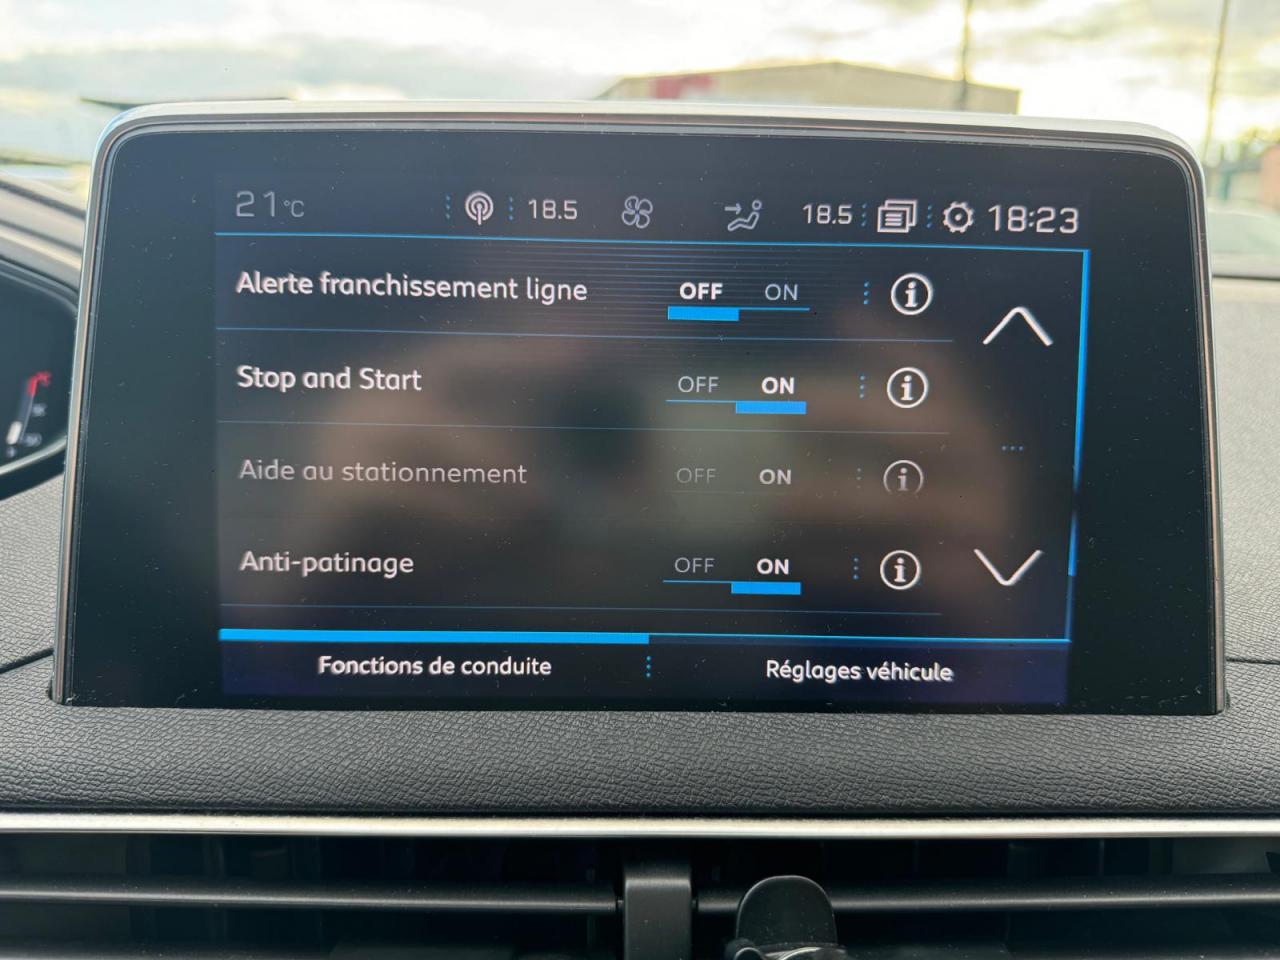 21°C 18.5 18.5 18:23
Alerte franchissement ligne OFF ON i
Stop and Start OFF ON i
Aide au stationnement OFF ON i
Anti-patinage OFF ON i
Fonctions de conduite Réglages véhicule